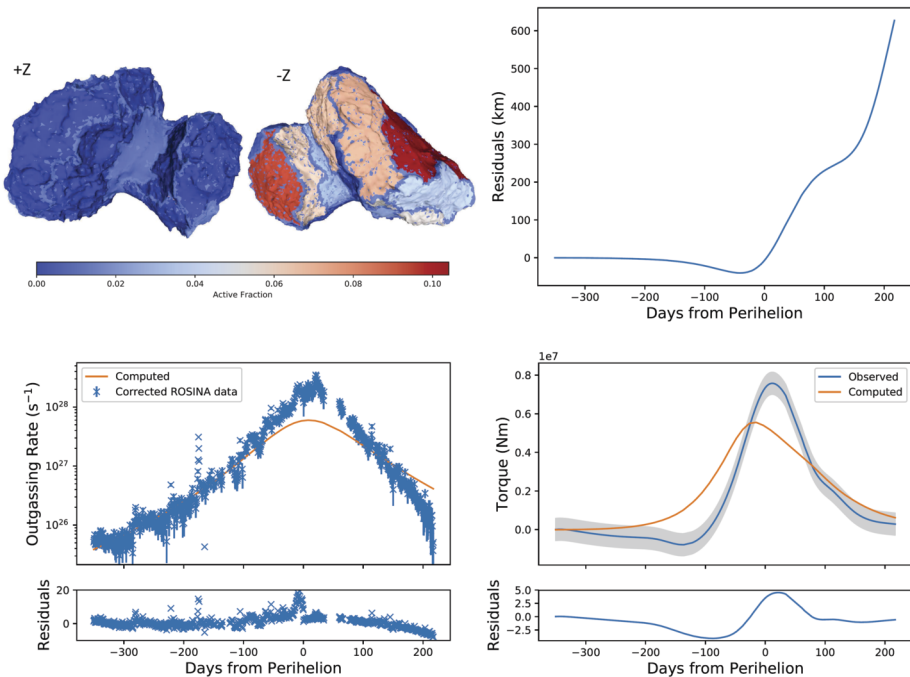 +Z
-Z
0.00 0.02 0.04 0.06 0.08 0.10
Active Fraction
Residuals (km)
600
500
400
300
200
100
0
−300 −200 −100 0 100 200
Days from Perihelion
Outgassing Rate (s⁻¹)
Computed
Corrected ROSINA data
10²⁸
10²⁷
10²⁶
Residuals
20
0
−300 −200 −100 0 100 200
Days from Perihelion
1e7
Torque (Nm)
Observed
Computed
0.8
0.6
0.4
0.2
0.0
Residuals
5.0
2.5
0.0
−2.5
−300 −200 −100 0 100 200
Days from Perihelion